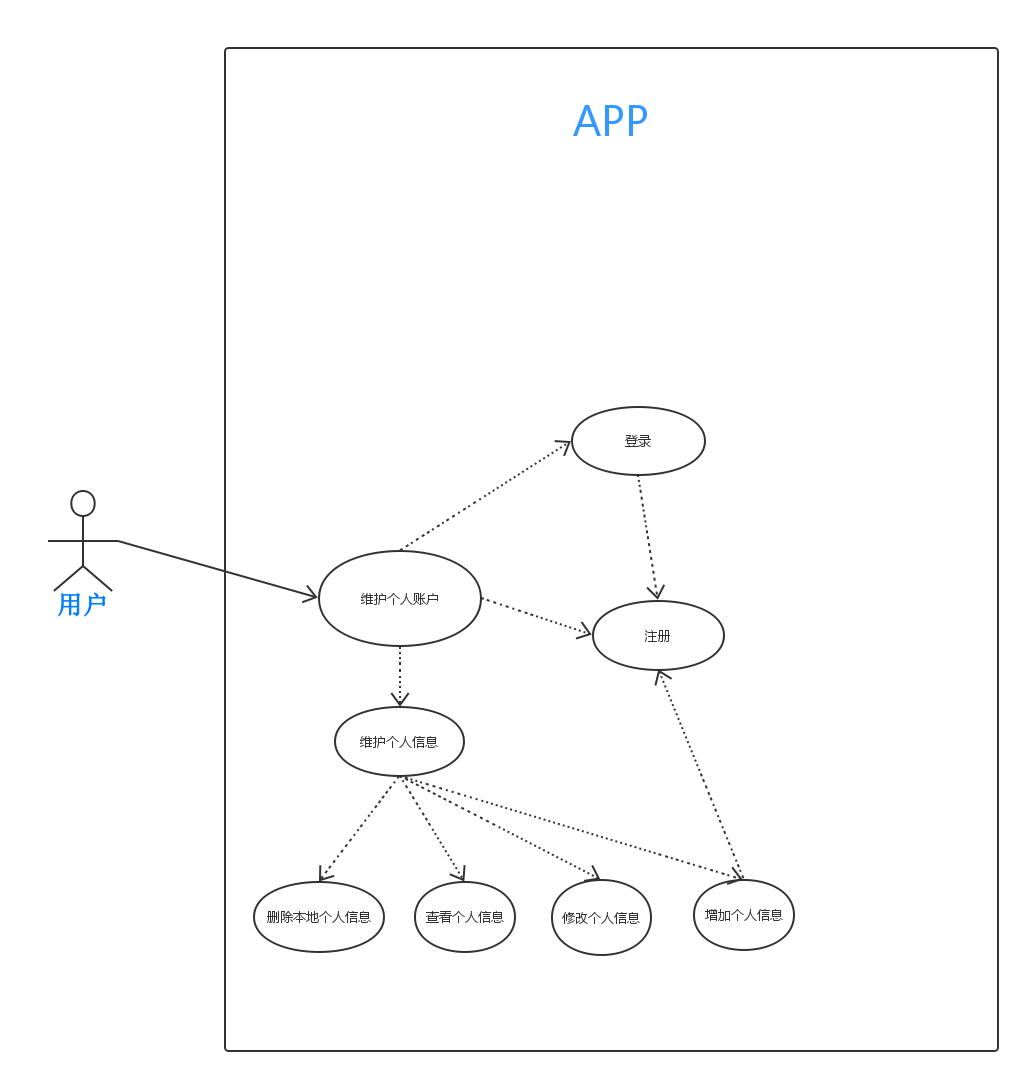 APP
登录
用户
维护个人账户
注册
维护个人信息
删除本地个人信息
查看个人信息
修改个人信息
增加个人信息